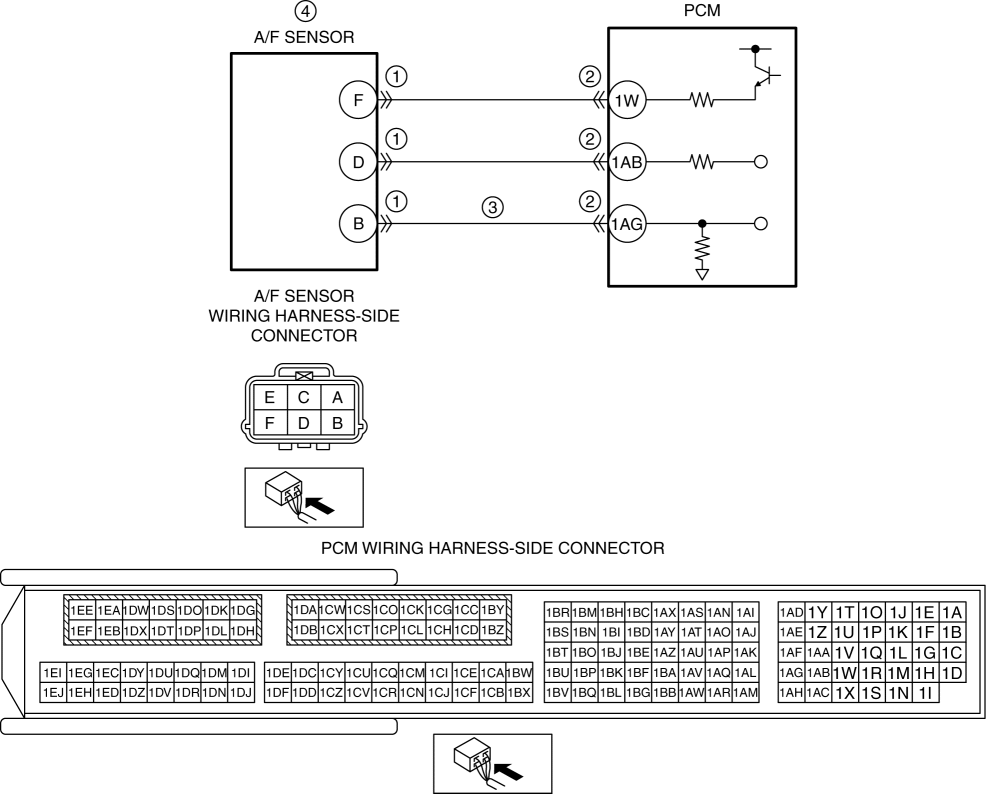 ④ PCM
A/F SENSOR
① ②
F 1W
① ②
D 1AB
① ③ ②
B 1AG
A/F SENSOR
WIRING HARNESS-SIDE
CONNECTOR
E C A
F D B
PCM WIRING HARNESS-SIDE CONNECTOR
1EE 1EA 1DW 1DS 1DO 1DK 1DG 1DA 1CW 1CS 1CO 1CK 1CG 1CC 1BY 1BR 1BM 1BH 1BC 1AX 1AS 1AN 1AI 1AD 1Y 1T 1O 1J 1E 1A
1EF 1EB 1DX 1DT 1DP 1DL 1DH 1DB 1CX 1CT 1CP 1CL 1CH 1CD 1BZ 1BS 1BN 1BI 1BD 1AY 1AT 1AO 1AJ 1AE 1Z 1U 1P 1K 1F 1B
1BT 1BO 1BJ 1BE 1AZ 1AU 1AP 1AK 1AF 1AA 1V 1Q 1L 1G 1C
1EI 1EG 1EC 1DY 1DU 1DQ 1DM 1DI 1DE 1DC 1CY 1CU 1CQ 1CM 1CI 1CE 1CA 1BW 1BU 1BP 1BK 1BF 1BA 1AV 1AQ 1AL 1AG 1AB 1W 1R 1M 1H 1D
1EJ 1EH 1ED 1DZ 1DV 1DR 1DN 1DJ 1DF 1DD 1CZ 1CV 1CR 1CN 1CJ 1CF 1CB 1BX 1BV 1BQ 1BL 1BG 1BB 1AW 1AR 1AM 1AH 1AC 1X 1S 1N 1I